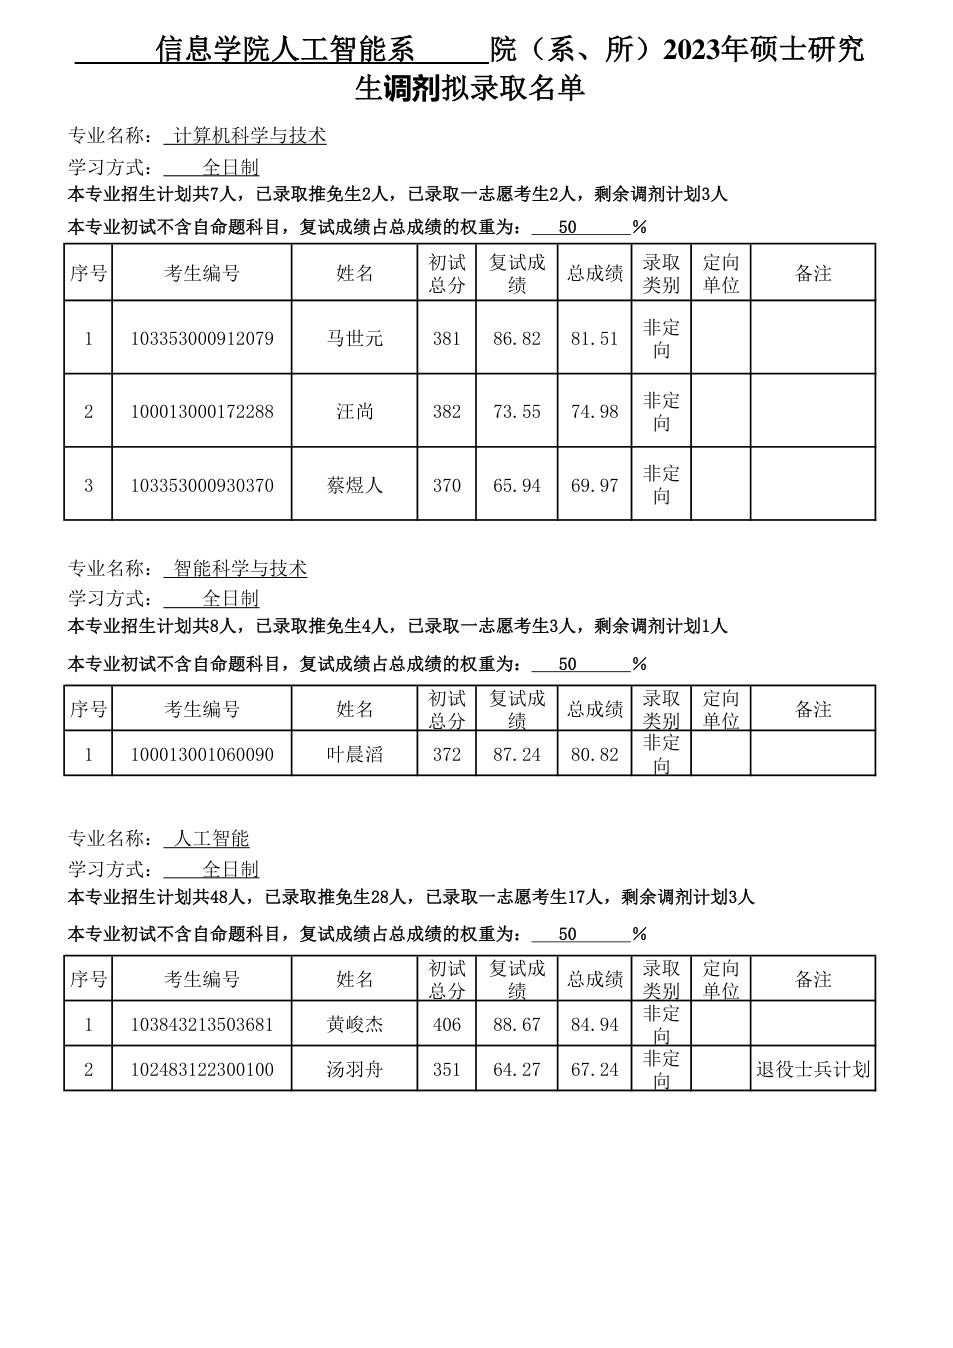 信息学院人工智能系 院（系、所）2023年硕士研究
生调剂拟录取名单
专业名称： 计算机科学与技术
学习方式： 全日制
本专业招生计划共7人，已录取推免生2人，已录取一志愿考生2人，剩余调剂计划3人
本专业初试不含自命题科目，复试成绩占总成绩的权重为： 50 %
序号 考生编号 姓名 初试总分 复试成绩 总成绩 录取类别 定向单位 备注
1 103353000912079 马世元 381 86.82 81.51 非定向
2 100013000172288 汪尚 382 73.55 74.98 非定向
3 103353000930370 蔡煜人 370 65.94 69.97 非定向
专业名称： 智能科学与技术
学习方式： 全日制
本专业招生计划共8人，已录取推免生4人，已录取一志愿考生3人，剩余调剂计划1人
本专业初试不含自命题科目，复试成绩占总成绩的权重为： 50 %
序号 考生编号 姓名 初试总分 复试成绩 总成绩 录取类别 定向单位 备注
1 100013001060090 叶晨滔 372 87.24 80.82 非定向
专业名称： 人工智能
学习方式： 全日制
本专业招生计划共48人，已录取推免生28人，已录取一志愿考生17人，剩余调剂计划3人
本专业初试不含自命题科目，复试成绩占总成绩的权重为： 50 %
序号 考生编号 姓名 初试总分 复试成绩 总成绩 录取类别 定向单位 备注
1 103843213503681 黄峻杰 406 88.67 84.94 非定向
2 102483122300100 汤羽舟 351 64.27 67.24 非定向 退役士兵计划